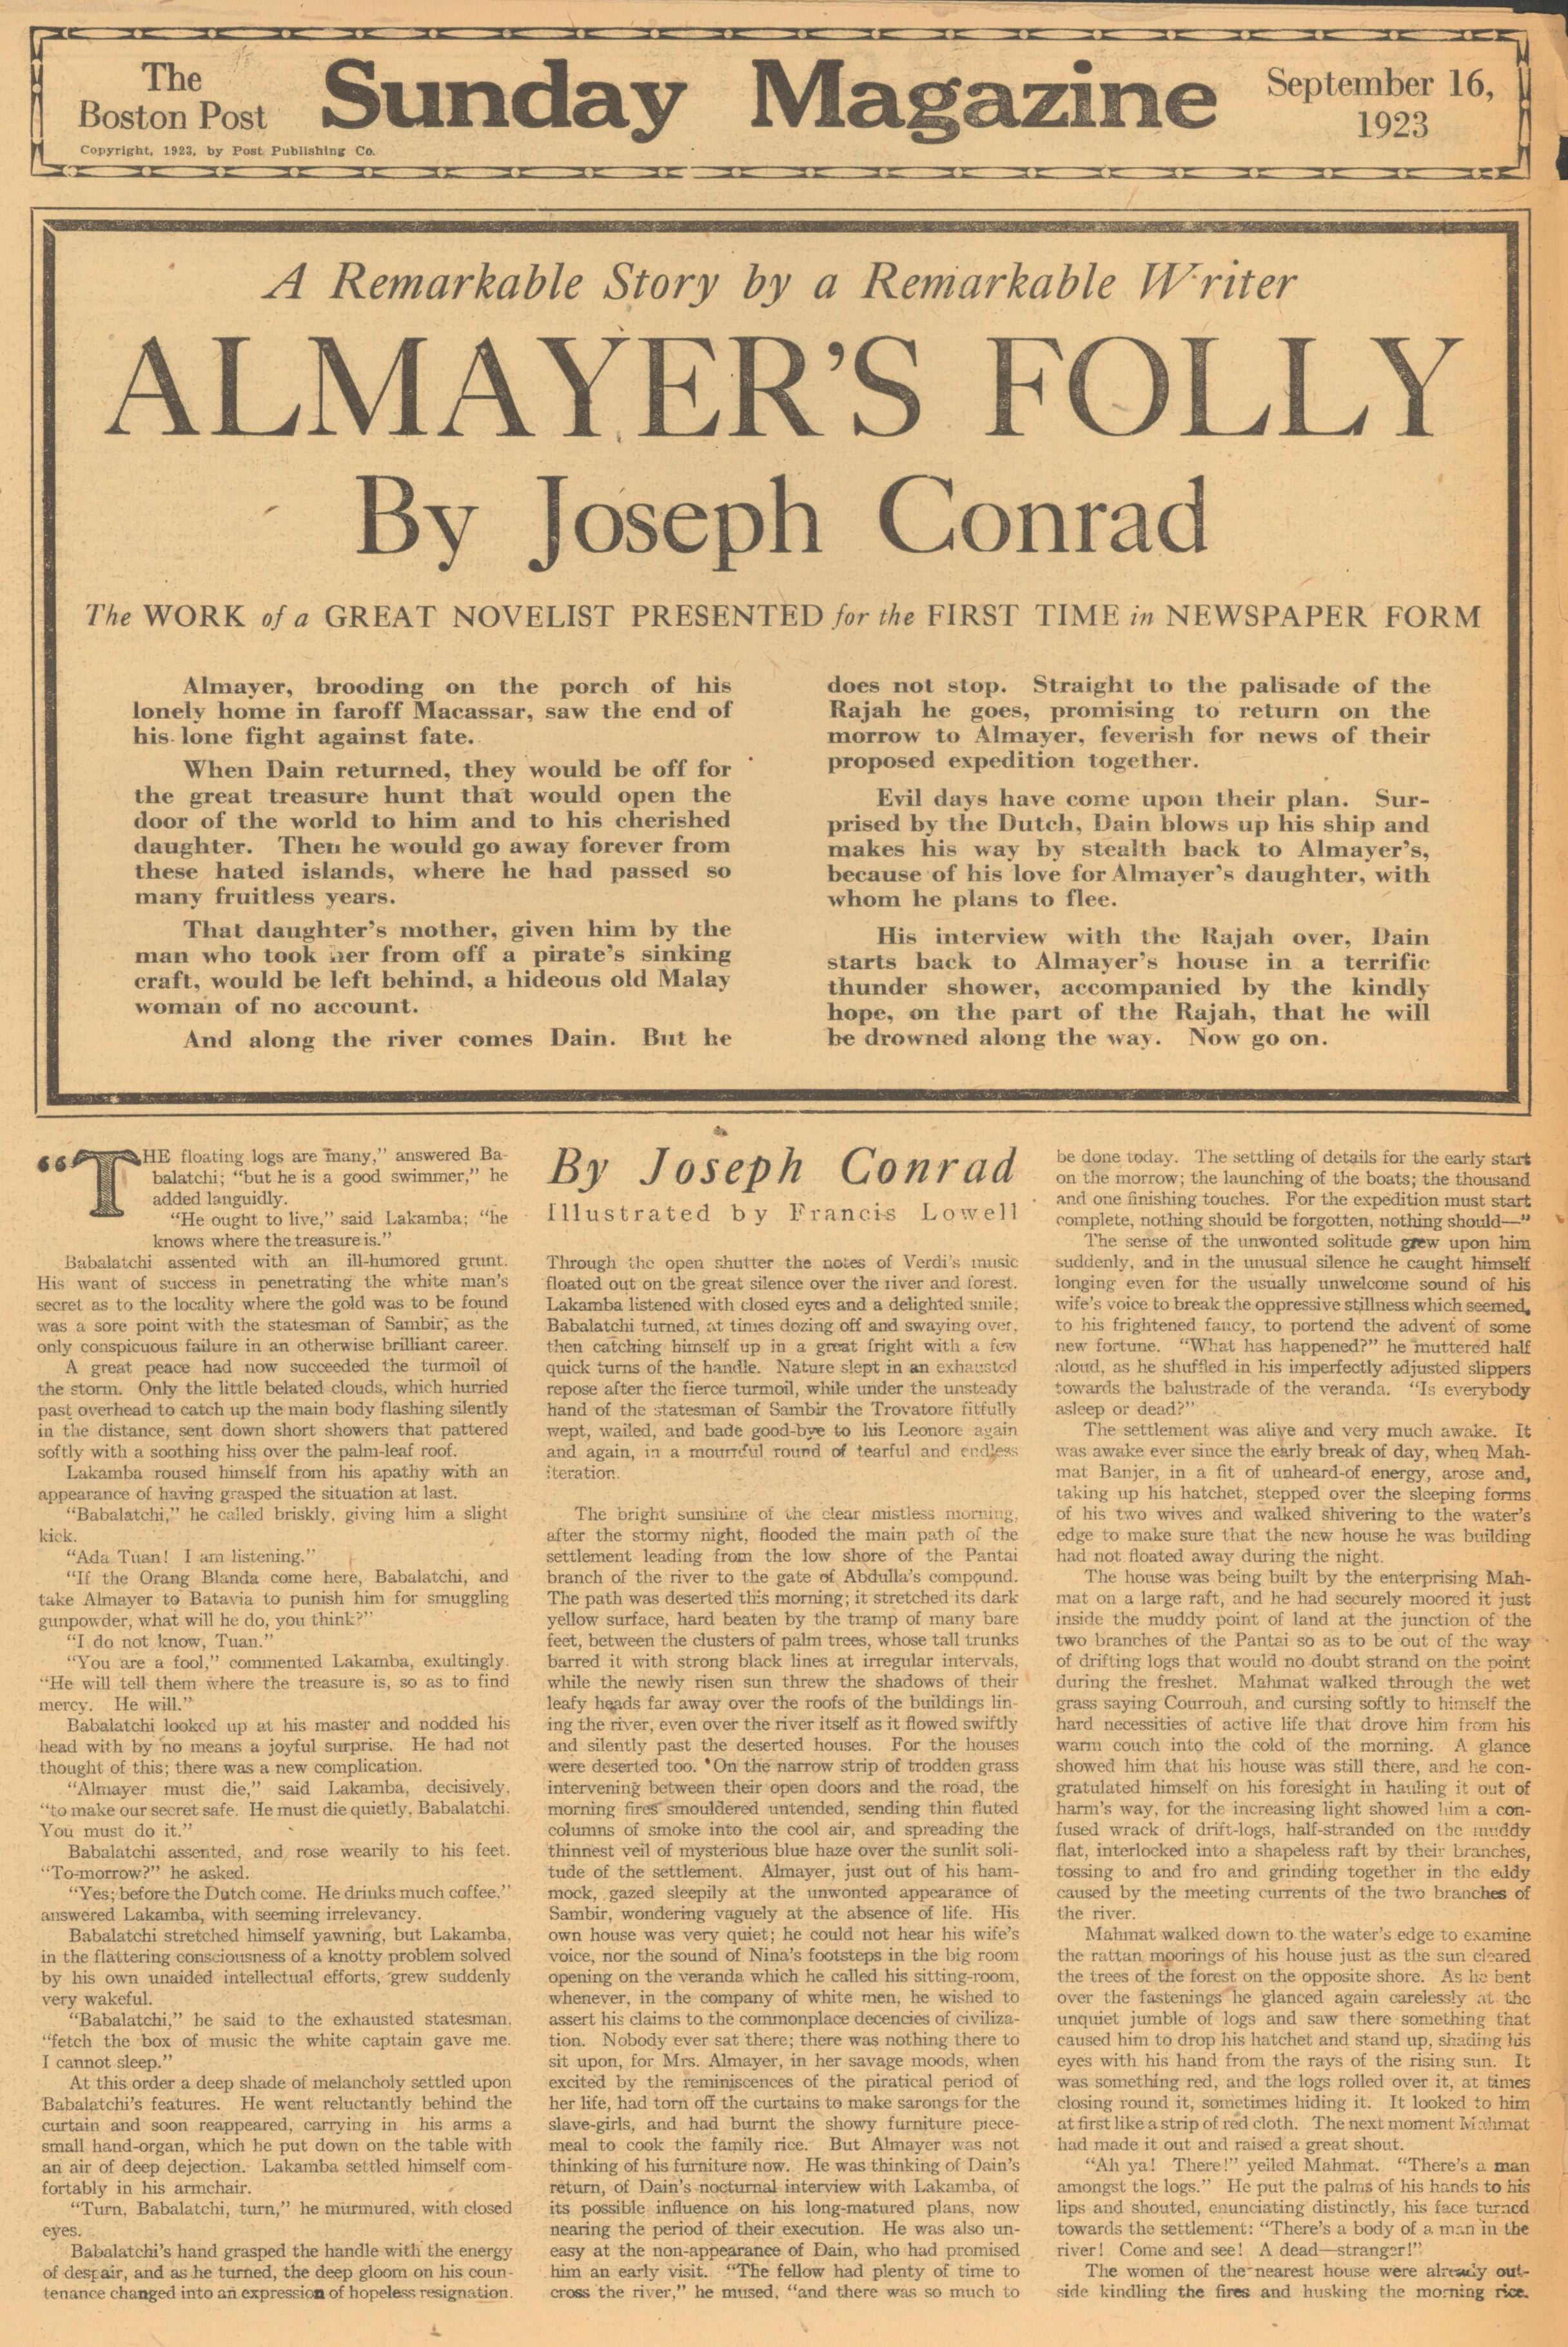 The
Boston Post
Copyright, 1923, by Post Publishing Co.
Sunday Magazine
September 16,
1923
A Remarkable Story by a Remarkable Writer
ALMAYER'S FOLLY
By Joseph Conrad
The WORK of a GREAT NOVELIST PRESENTED for the FIRST TIME in NEWSPAPER FORM
Almayer, brooding on the porch of his
lonely home in faroff Macassar, saw the end of
his lone fight against fate.
When Dain returned, they would be off for
the great treasure hunt that would open the
door of the world to him and to his cherished
daughter. Then he would go away forever from
these hated islands, where he had passed so
many fruitless years.
That daughter's mother, given him by the
man who took her from off a pirate's sinking
craft, would be left behind, a hideous old Malay
woman of no account.
And along the river comes Dain. But he
does not stop. Straight to the palisade of the
Rajah he goes, promising to return on the
morrow to Almayer, feverish for news of their
proposed expedition together.
Evil days have come upon their plan. Sur-
prised by the Dutch, Dain blows up his ship and
makes his way by stealth back to Almayer's,
because of his love for Almayer's daughter, with
whom he plans to flee.
His interview with the Rajah over, Dain
starts back to Almayer's house in a terrific
thunder shower, accompanied by the kindly
hope, on the part of the Rajah, that he will
be drowned along the way. Now go on.
"THE floating logs are many," answered Ba-
balatchi; "but he is a good swimmer," he
added languidly.
"He ought to live," said Lakamba; "he
knows where the treasure is."
Babalatchi assented with an ill-humored grunt.
His want of success in penetrating the white man's
secret as to the locality where the gold was to be found
was a sore point with the statesman of Sambir, as the
only conspicuous failure in an otherwise brilliant career.
A great peace had now succeeded the turmoil of
the storm. Only the little belated clouds, which hurried
past overhead to catch up the main body flashing silently
in the distance, sent down short showers that pattered
softly with a soothing hiss over the palm-leaf roof.
Lakamba roused himself from his apathy with an
appearance of having grasped the situation at last.
"Babalatchi," he called briskly, giving him a slight
kick.
"Ada Tuan! I am listening."
"If the Orang Blanda come here, Babalatchi, and
take Almayer to Batavia to punish him for smuggling
gunpowder, what will he do, you think?"
"I do not know, Tuan."
"You are a fool," commented Lakamba, exultingly.
"He will tell them where the treasure is, so as to find
mercy. He will."
Babalatchi looked up at his master and nodded his
head with by no means a joyful surprise. He had not
thought of this; there was a new complication.
"Almayer must die," said Lakamba, decisively,
"to make our secret safe. He must die quietly, Babalatchi.
You must do it."
Babalatchi assented, and rose wearily to his feet.
"To-morrow?" he asked.
"Yes; before the Dutch come. He drinks much coffee,"
answered Lakamba, with seeming irrelevancy.
Babalatchi stretched himself yawning, but Lakamba,
in the flattering consciousness of a knotty problem solved
by his own unaided intellectual efforts, grew suddenly
very wakeful.
"Babalatchi," he said to the exhausted statesman,
"fetch the box of music the white captain gave me.
I cannot sleep."
At this order a deep shade of melancholy settled upon
Babalatchi's features. He went reluctantly behind the
curtain and soon reappeared, carrying in his arms a
small hand-organ, which he put down on the table with
an air of deep dejection. Lakamba settled himself com-
fortably in his armchair.
"Turn, Babalatchi, turn," he murmured, with closed
eyes.
Babalatchi's hand grasped the handle with the energy
of despair, and as he turned, the deep gloom on his coun-
tenance changed into an expression of hopeless resignation.
By Joseph Conrad
Illustrated by Francis Lowell
Through the open shutter the notes of Verdi's music
floated out on the great silence over the river and forest.
Lakamba listened with closed eyes and a delighted smile;
Babalatchi turned, at times dozing off and swaying over,
then catching himself up in a great fright with a few
quick turns of the handle. Nature slept in an exhausted
repose after the fierce turmoil, while under the unsteady
hand of the statesman of Sambir the Trovatore fitfully
wept, wailed, and bade good-bye to his Leonore again
and again, in a mournful round of tearful and endless
iteration.
The bright sunshine of the clear mistless morning,
after the stormy night, flooded the main path of the
settlement leading from the low shore of the Pantai
branch of the river to the gate of Abdulla's compound.
The path was deserted this morning; it stretched its dark
yellow surface, hard beaten by the tramp of many bare
feet, between the clusters of palm trees, whose tall trunks
barred it with strong black lines at irregular intervals,
while the newly risen sun threw the shadows of their
leafy heads far away over the roofs of the buildings lin-
ing the river, even over the river itself as it flowed swiftly
and silently past the deserted houses. For the houses
were deserted too. On the narrow strip of trodden grass
intervening between their open doors and the road, the
morning fires smouldered untended, sending thin fluted
columns of smoke into the cool air, and spreading the
thinnest veil of mysterious blue haze over the sunlit soli-
tude of the settlement. Almayer, just out of his ham-
mock, gazed sleepily at the unwonted appearance of
Sambir, wondering vaguely at the absence of life. His
own house was very quiet; he could not hear his wife's
voice, nor the sound of Nina's footsteps in the big room
opening on the veranda which he called his sitting-room,
whenever, in the company of white men, he wished to
assert his claims to the commonplace decencies of civiliza-
tion. Nobody ever sat there; there was nothing there to
sit upon, for Mrs. Almayer, in her savage moods, when
excited by the reminiscences of the piratical period of
her life, had torn off the curtains to make sarongs for the
slave-girls, and had burnt the showy furniture piece-
meal to cook the family rice. But Almayer was not
thinking of his furniture now. He was thinking of Dain's
return, of Dain's nocturnal interview with Lakamba, of
its possible influence on his long-matured plans, now
nearing the period of their execution. He was also un-
easy at the non-appearance of Dain, who had promised
him an early visit. "The fellow had plenty of time to
cross the river," he mused, "and there was so much to
be done today. The settling of details for the early start
on the morrow; the launching of the boats; the thousand
and one finishing touches. For the expedition must start
complete, nothing should be forgotten, nothing should—"
The sense of the unwonted solitude grew upon him
suddenly, and in the unusual silence he caught himself
longing even for the usually unwelcome sound of his
wife's voice to break the oppressive stillness which seemed,
to his frightened fancy, to portend the advent of some
new fortune. "What has happened?" he muttered half
aloud, as he shuffled in his imperfectly adjusted slippers
towards the balustrade of the veranda. "Is everybody
asleep or dead?"
The settlement was alive and very much awake. It
was awake ever since the early break of day, when Mah-
mat Banjer, in a fit of unheard-of energy, arose and,
taking up his hatchet, stepped over the sleeping forms
of his two wives and walked shivering to the water's
edge to make sure that the new house he was building
had not floated away during the night.
The house was being built by the enterprising Mah-
mat on a large raft, and he had securely moored it just
inside the muddy point of land at the junction of the
two branches of the Pantai so as to be out of the way
of drifting logs that would no doubt strand on the point
during the freshet. Mahmat walked through the wet
grass saying Courrouh, and cursing softly to himself the
hard necessities of active life that drove him from his
warm couch into the cold of the morning. A glance
showed him that his house was still there, and he con-
gratulated himself on his foresight in hauling it out of
harm's way, for the increasing light showed him a con-
fused wrack of drift-logs, half-stranded on the muddy
flat, interlocked into a shapeless raft by their branches,
tossing to and fro and grinding together in the eddy
caused by the meeting currents of the two branches of
the river.
Mahmat walked down to the water's edge to examine
the rattan moorings of his house just as the sun cleared
the trees of the forest on the opposite shore. As he bent
over the fastenings he glanced again carelessly at the
unquiet jumble of logs and saw there something that
caused him to drop his hatchet and stand up, shading his
eyes with his hand from the rays of the rising sun. It
was something red, and the logs rolled over it, at times
closing round it, sometimes hiding it. It looked to him
at first like a strip of red cloth. The next moment Mahmat
had made it out and raised a great shout.
"Ah ya! There!" yelled Mahmat. "There's a man
amongst the logs." He put the palms of his hands to his
lips and shouted, enunciating distinctly, his face turned
towards the settlement: "There's a body of a man in the
river! Come and see! A dead—stranger!"
The women of the nearest house were already out-
side kindling the fires and husking the morning rice.